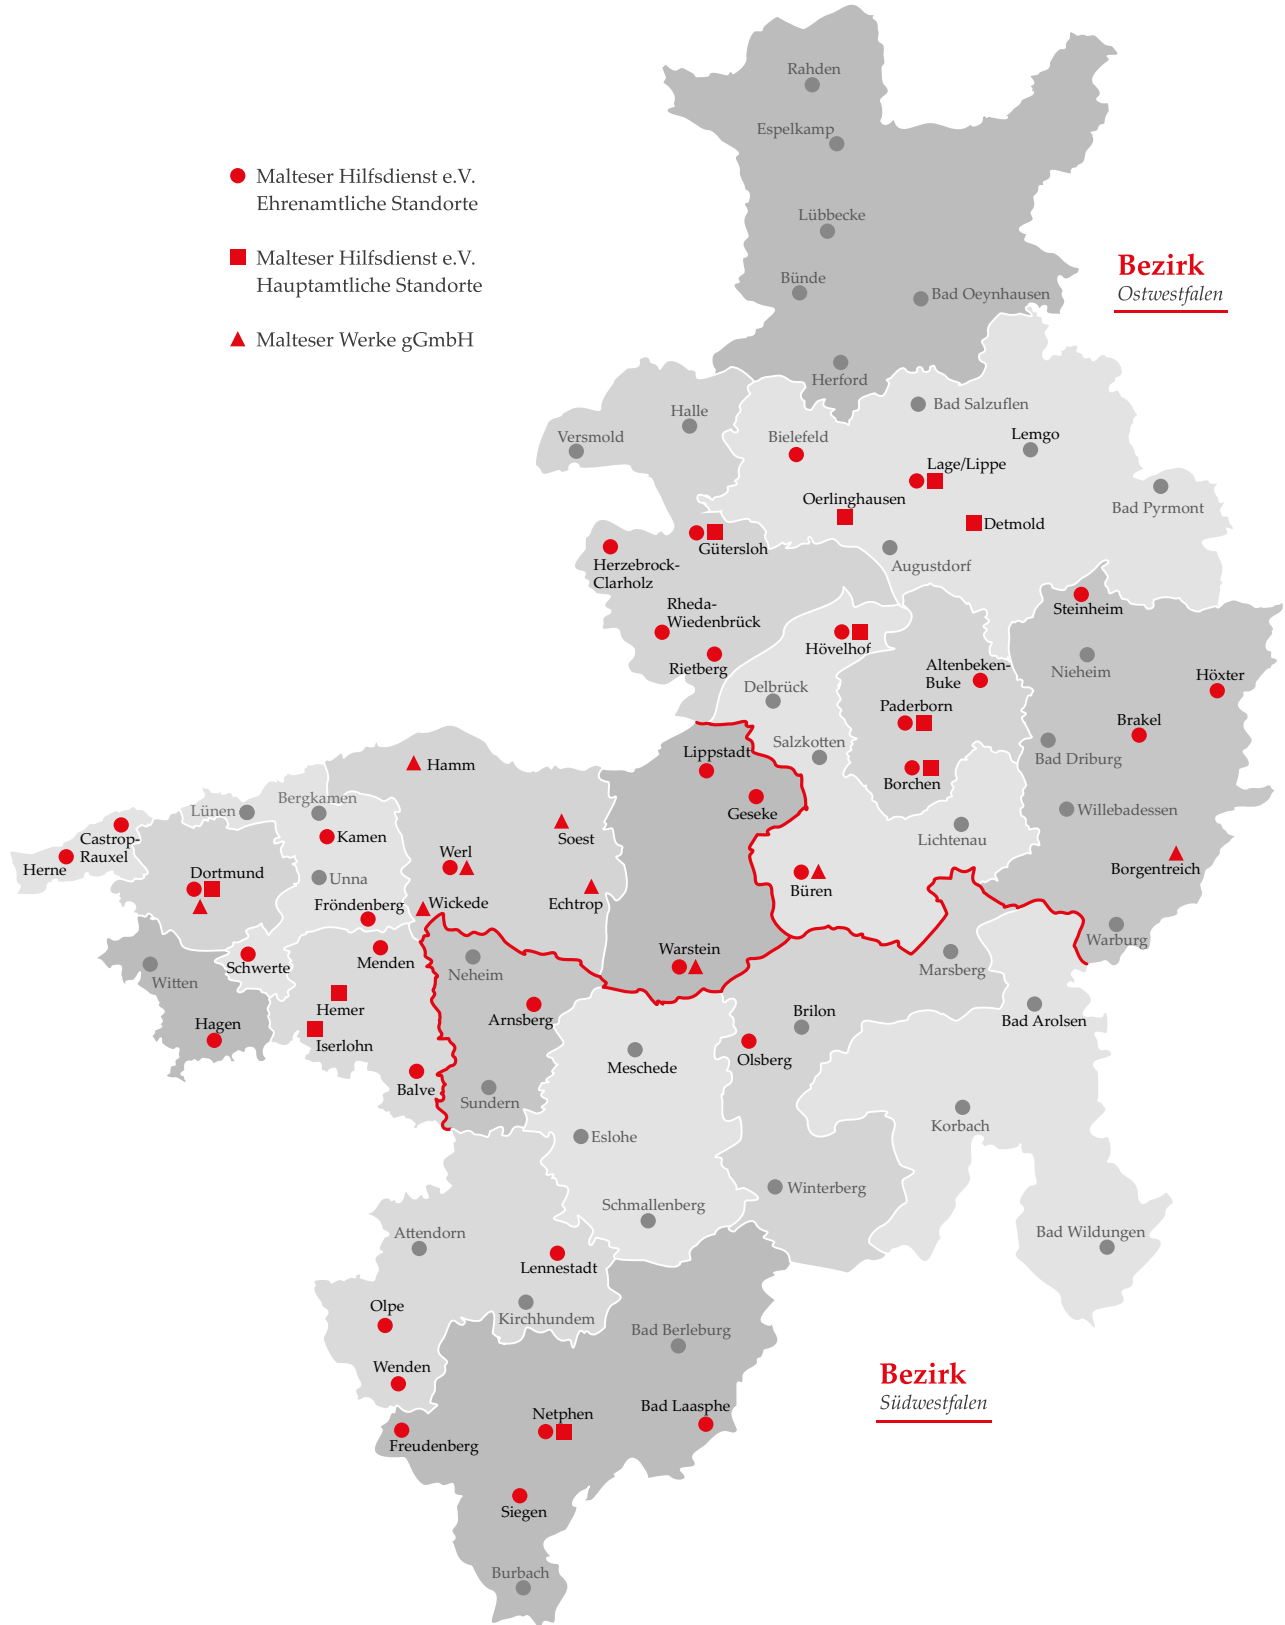 Rahden
Espelkamp
Malteser Hilfsdienst e.V.
Ehrenamtliche Standorte
Lübbecke
Malteser Hilfsdienst e.V.
Hauptamtliche Standorte
Bezirk
Ostwestfalen
Bünde
Bad Oeynhausen
Malteser Werke gGmbH
Herford
Halle
Bad Salzuflen
Versmold
Bielefeld
Lemgo
Lage/Lippe
Oerlinghausen
Bad Pyrmont
Detmold
Gütersloh
Herzebrock-
Clarholz
Augustdorf
Rheda-
Wiedenbrück
Steinheim
Hövelhof
Rietberg
Altenbeken-
Buke
Nieheim
Höxter
Delbrück
Paderborn
Brakel
Salzkotten
Lippstadt
Bad Driburg
Hamm
Borchen
Bergkamen
Lünen
Geseke
Willebadessen
Castrop-
Rauxel
Kamen
Soest
Lichtenau
Herne
Werl
Borgentreich
Dortmund
Unna
Büren
Fröndenberg
Wickede
Echtrop
Warburg
Schwerte
Menden
Warstein
Neheim
Marsberg
Witten
Hemer
Brilon
Hagen
Arnsberg
Bad Arolsen
Iserlohn
Olsberg
Meschede
Balve
Sundern
Korbach
Eslohe
Winterberg
Schmallenberg
Attendorn
Bad Wildungen
Lennestadt
Olpe
Kirchhundem
Bad Berleburg
Wenden
Bezirk
Südwestfalen
Netphen
Bad Laasphe
Freudenberg
Siegen
Burbach